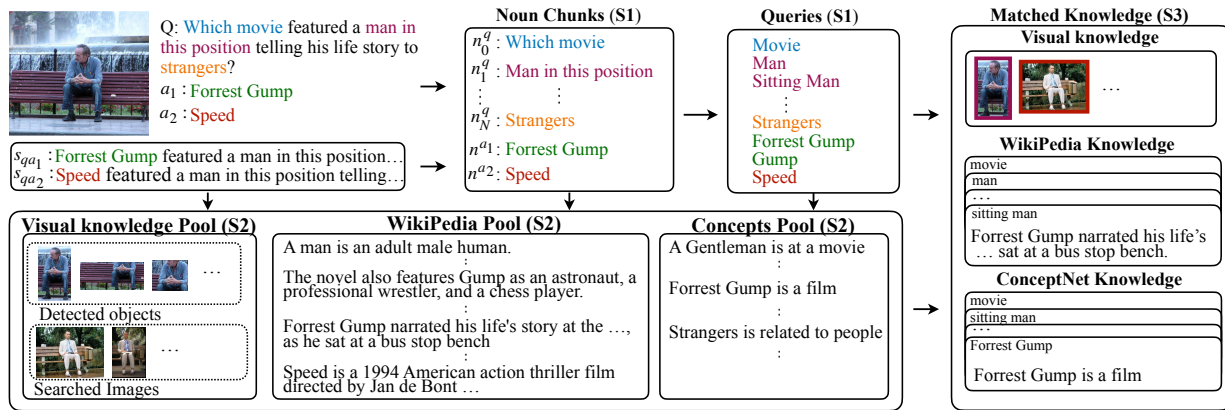 Q: Which movie featured a man in
this position telling his life story to
strangers?
a1 : Forrest Gump
a2 : Speed
s_qa1 : Forrest Gump featured a man in this position…
s_qa2 : Speed featured a man in this position telling…
Noun Chunks (S1)
n_0^q : Which movie
n_1^q : Man in this position
⋮ ⋮
n_N^q : Strangers
n^a1 : Forrest Gump
n^a2 : Speed
Queries (S1)
Movie
Man
Sitting Man
⋮
Strangers
Forrest Gump
Gump
Speed
Matched Knowledge (S3)
Visual knowledge
…
WikiPedia Knowledge
movie
man
…
sitting man
Forrest Gump narrated his life’s
… sat at a bus stop bench.
ConceptNet Knowledge
movie
sitting man
…
Forrest Gump
Forrest Gump is a film
Visual knowledge Pool (S2)
…
Detected objects
…
Searched Images
WikiPedia Pool (S2)
A man is an adult male human.
⋮
The novel also features Gump as an astronaut, a
professional wrestler, and a chess player.
⋮
Forrest Gump narrated his life's story at the …,
as he sat at a bus stop bench
⋮
Speed is a 1994 American action thriller film
directed by Jan de Bont …
Concepts Pool (S2)
A Gentleman is at a movie
⋮
Forrest Gump is a film
⋮
Strangers is related to people
⋮